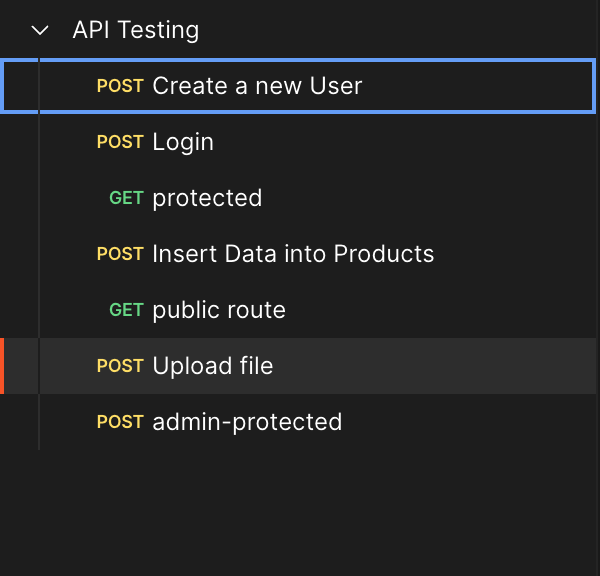 API Testing
POST Create a new User
POST Login
GET protected
POST Insert Data into Products
GET public route
POST Upload file
POST admin-protected